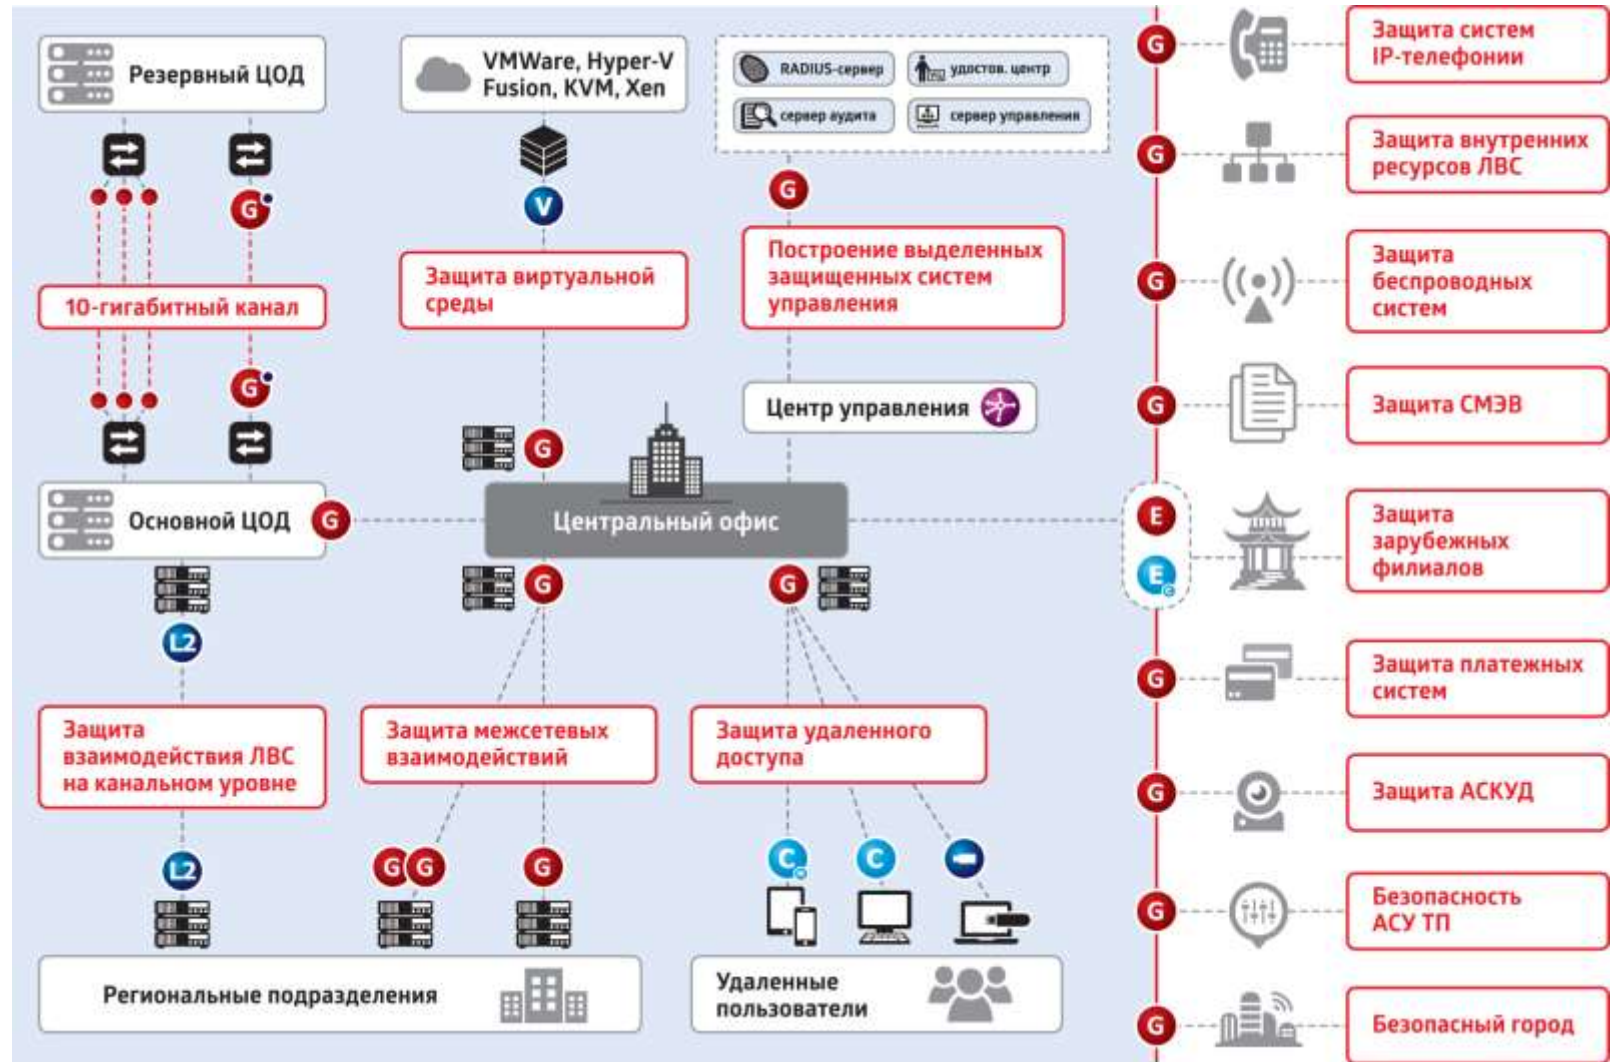 Резервный ЦОД
VMWare, Hyper-V
Fusion, KVM, Xen
RADIUS-сервер
удостов. центр
сервер аудита
сервер управления
G
V
G
10-гигабитный канал
Защита виртуальной
среды
Построение выделенных
защищенных систем
управления
G
G
Центр управления
G
Основной ЦОД
G
Центральный офис
G
G
L2
Защита
взаимодействия ЛВС
на канальном уровне
Защита межсетевых
взаимодействий
Защита удаленного
доступа
L2
G
G
G
C
C
Региональные подразделения
Удаленные
пользователи
G
Защита систем
IP-телефонии
G
Защита внутренних
ресурсов ЛВС
G
Защита
беспроводных
систем
G
Защита СМЭВ
E
E
Защита
зарубежных
филиалов
G
Защита платежных
систем
G
Защита АСКУД
G
Безопасность
АСУ ТП
G
Безопасный город